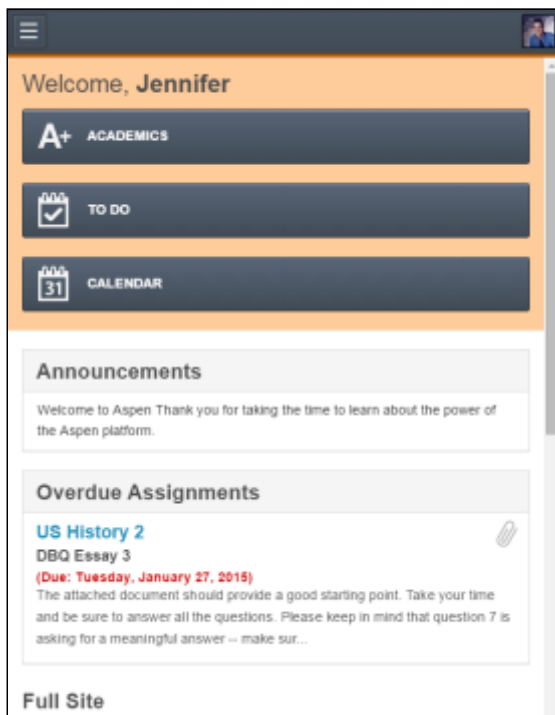 Welcome, Jennifer
A+ ACADEMICS
TO DO
31 CALENDAR
Announcements
Welcome to Aspen Thank you for taking the time to learn about the power of
the Aspen platform.
Overdue Assignments
US History 2
DBQ Essay 3
(Due: Tuesday, January 27, 2015)
The attached document should provide a good starting point. Take your time
and be sure to answer all the questions. Please keep in mind that question 7 is
asking for a meaningful answer -- make sur...
Full Site